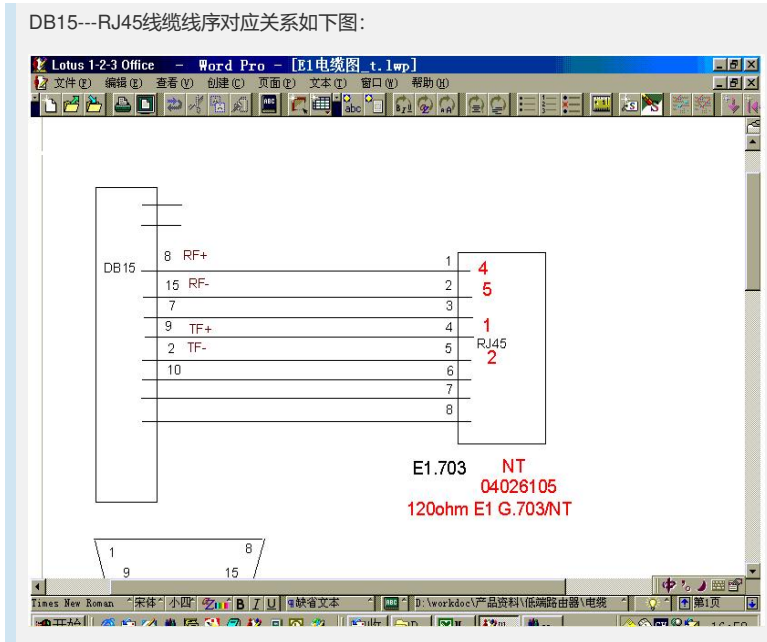 DB15---RJ45线缆线序对应关系如下图：
Lotus 1-2-3 Office － Word Pro － [E1电缆图_t.lwp]
文件(F) 编辑(E) 查看(V) 创建(C) 页面(P) 文本(T) 窗口(W) 帮助(H)
DB15
8 RF+
15 RF-
7
9 TF+
2 TF-
10
1 4
2 5
3
4 1
RJ45
5 2
6
7
8
E1.703 NT
04026105
120ohm E1 G.703/NT
1 8
9 15
Times New Roman 宋体 小四 B I U 缺省文本 D:\workdoc\产品资料\低端路由器\电缆 第1页